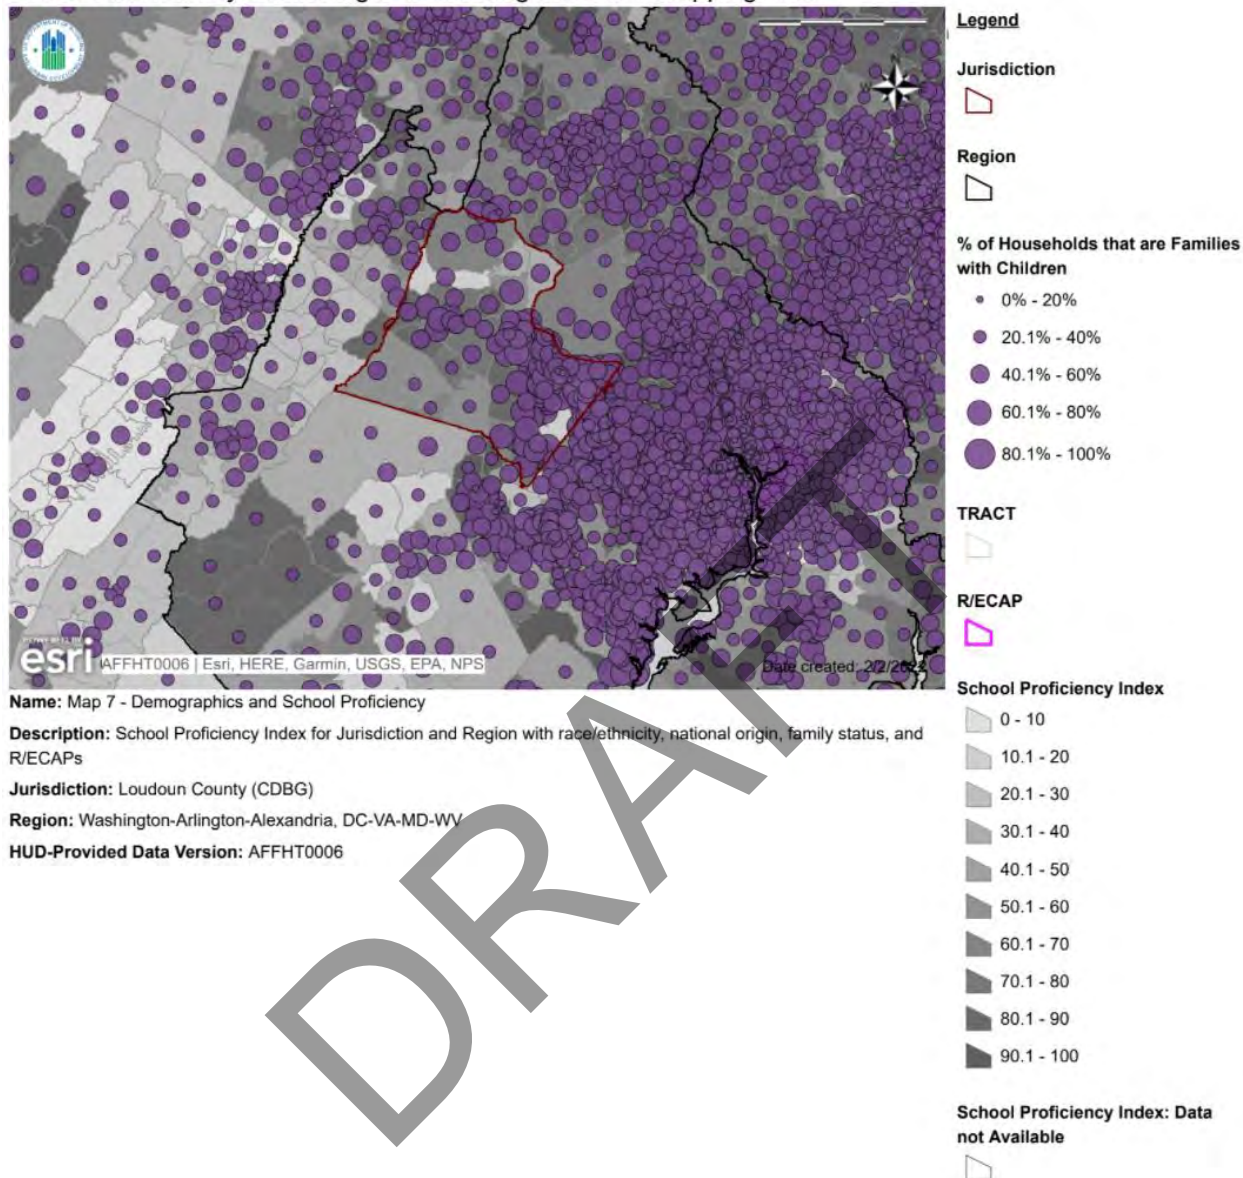 Legend
Jurisdiction
Region
% of Households that are Families
with Children
0% - 20%
20.1% - 40%
40.1% - 60%
60.1% - 80%
80.1% - 100%
TRACT
R/ECAP
School Proficiency Index
0 - 10
10.1 - 20
20.1 - 30
30.1 - 40
40.1 - 50
50.1 - 60
60.1 - 70
70.1 - 80
80.1 - 90
90.1 - 100
School Proficiency Index: Data
not Available
N
esri
AFFHT0006 | Esri, HERE, Garmin, USGS, EPA, NPS
Date created: 2/2/202
Name: Map 7 - Demographics and School Proficiency
Description: School Proficiency Index for Jurisdiction and Region with race/ethnicity, national origin, family status, and
R/ECAPs
Jurisdiction: Loudoun County (CDBG)
Region: Washington-Arlington-Alexandria, DC-VA-MD-WV
HUD-Provided Data Version: AFFHT0006
DRAFT